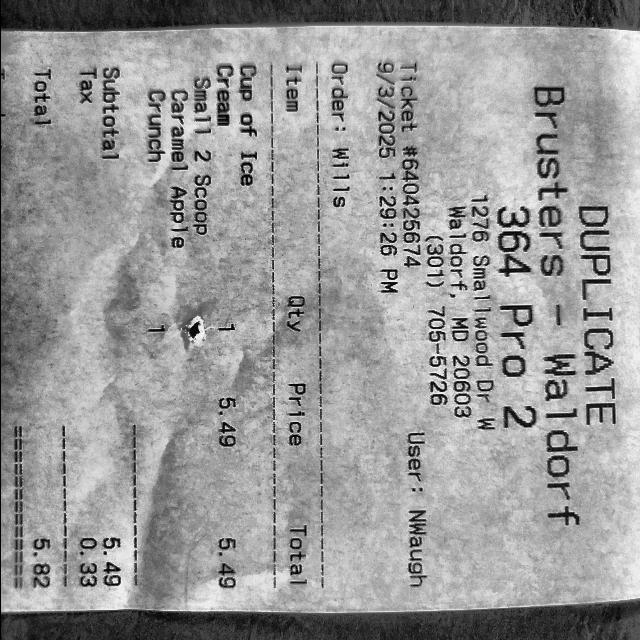 DUPLICATE
Brusters - Waldorf
364 Pro 2
1276 Smallwood Dr W
Waldorf, MD 20603
(301) 705-5726
Ticket #640425674 User: NWaugh
9/3/2025 1:29:26 PM
Order: Wills
Item Qty Price Total
Cup of Ice Cream 1 5.49 5.49
Small 2 Scoop
Caramel Apple Crunch 1
Subtotal 5.49
Tax 0.33
Total 5.82